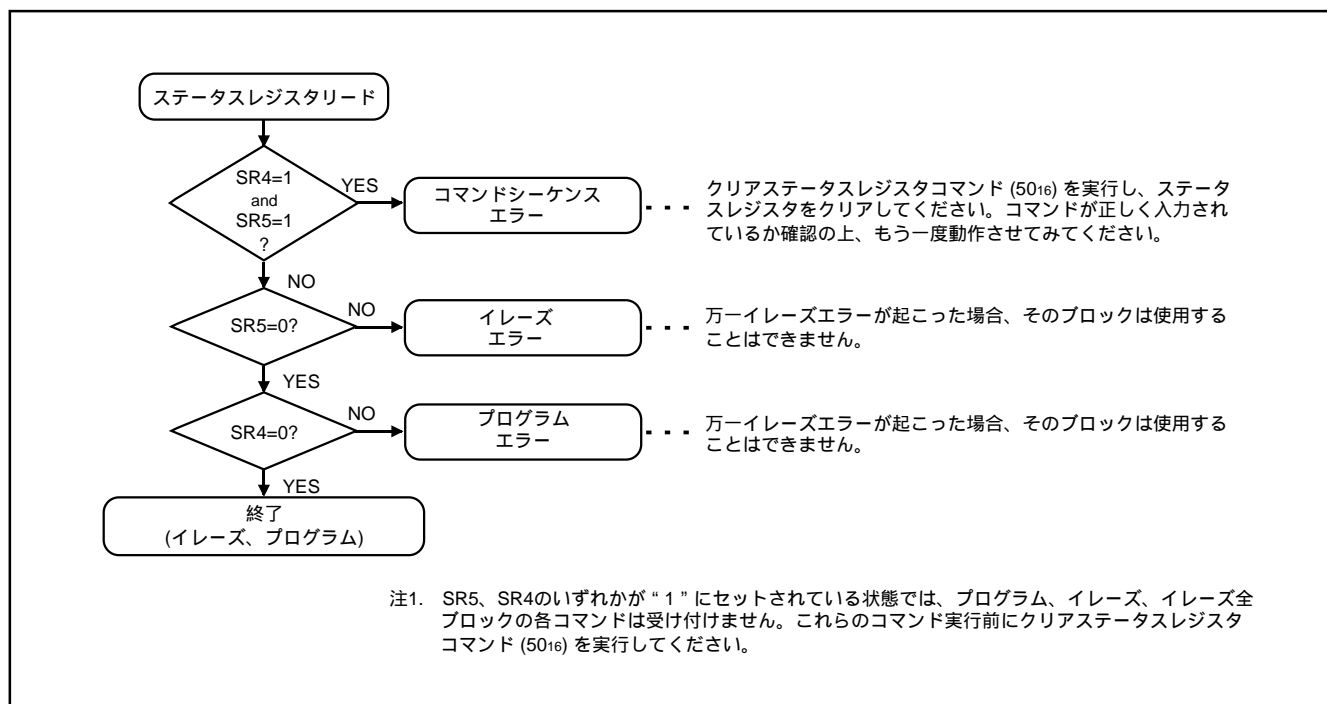 ステータスレジスタリード
SR4=1
and
SR5=1
?
YES
コマンドシーケンス
エラー
クリアステータスレジスタコマンド (5016) を実行し、ステータ
スレジスタをクリアしてください。コマンドが正しく入力され
ているか確認の上、もう一度動作させてみてください。
NO
SR5=0?
NO
イレーズ
エラー
万一イレーズエラーが起こった場合、そのブロックは使用する
ことはできません。
YES
SR4=0?
NO
プログラム
エラー
万一イレーズエラーが起こった場合、そのブロックは使用する
ことはできません。
YES
終了
(イレーズ、プログラム)
注1. SR5、SR4のいずれかが “ 1 ” にセットされている状態では、プログラム、イレーズ、イレーズ全
ブロックの各コマンドは受け付けません。これらのコマンド実行前にクリアステータスレジスタ
コマンド (5016) を実行してください。